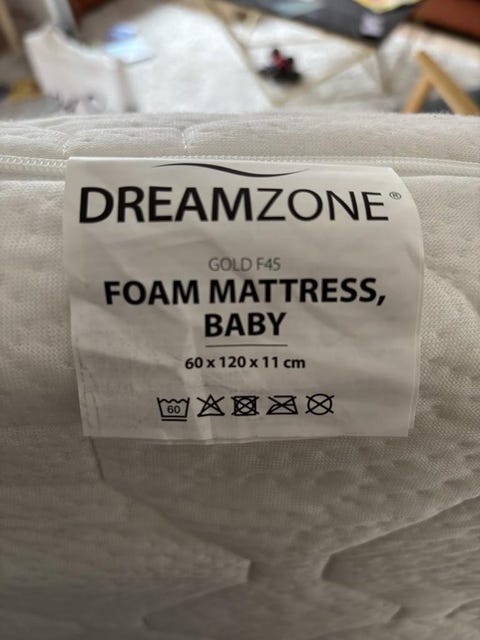 DREAMZONE®
GOLD F45
FOAM MATTRESS,
BABY
60 x 120 x 11 cm
60